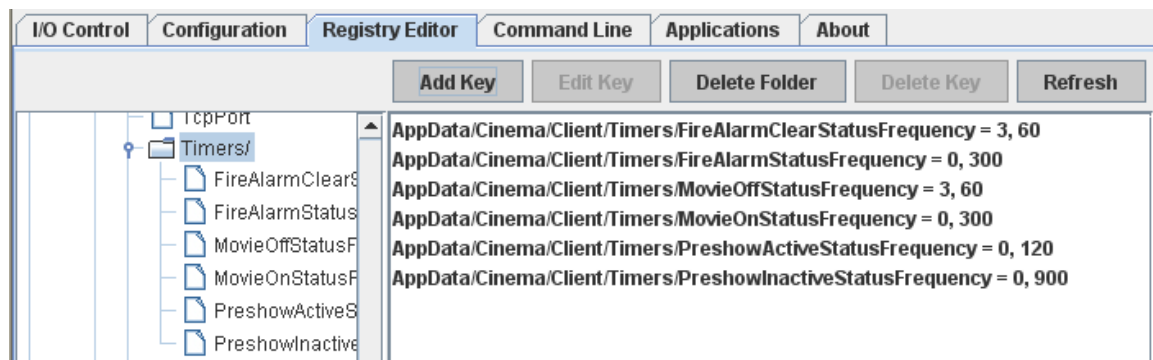 I/O Control Configuration Registry Editor Command Line Applications About
Add Key Edit Key Delete Folder Delete Key Refresh
TcpPort
Timers/
FireAlarmClearS
FireAlarmStatus
MovieOffStatusF
MovieOnStatusF
PreshowActiveS
PreshowInactive
AppData/Cinema/Client/Timers/FireAlarmClearStatusFrequency = 3, 60
AppData/Cinema/Client/Timers/FireAlarmStatusFrequency = 0, 300
AppData/Cinema/Client/Timers/MovieOffStatusFrequency = 3, 60
AppData/Cinema/Client/Timers/MovieOnStatusFrequency = 0, 300
AppData/Cinema/Client/Timers/PreshowActiveStatusFrequency = 0, 120
AppData/Cinema/Client/Timers/PreshowInactiveStatusFrequency = 0, 900